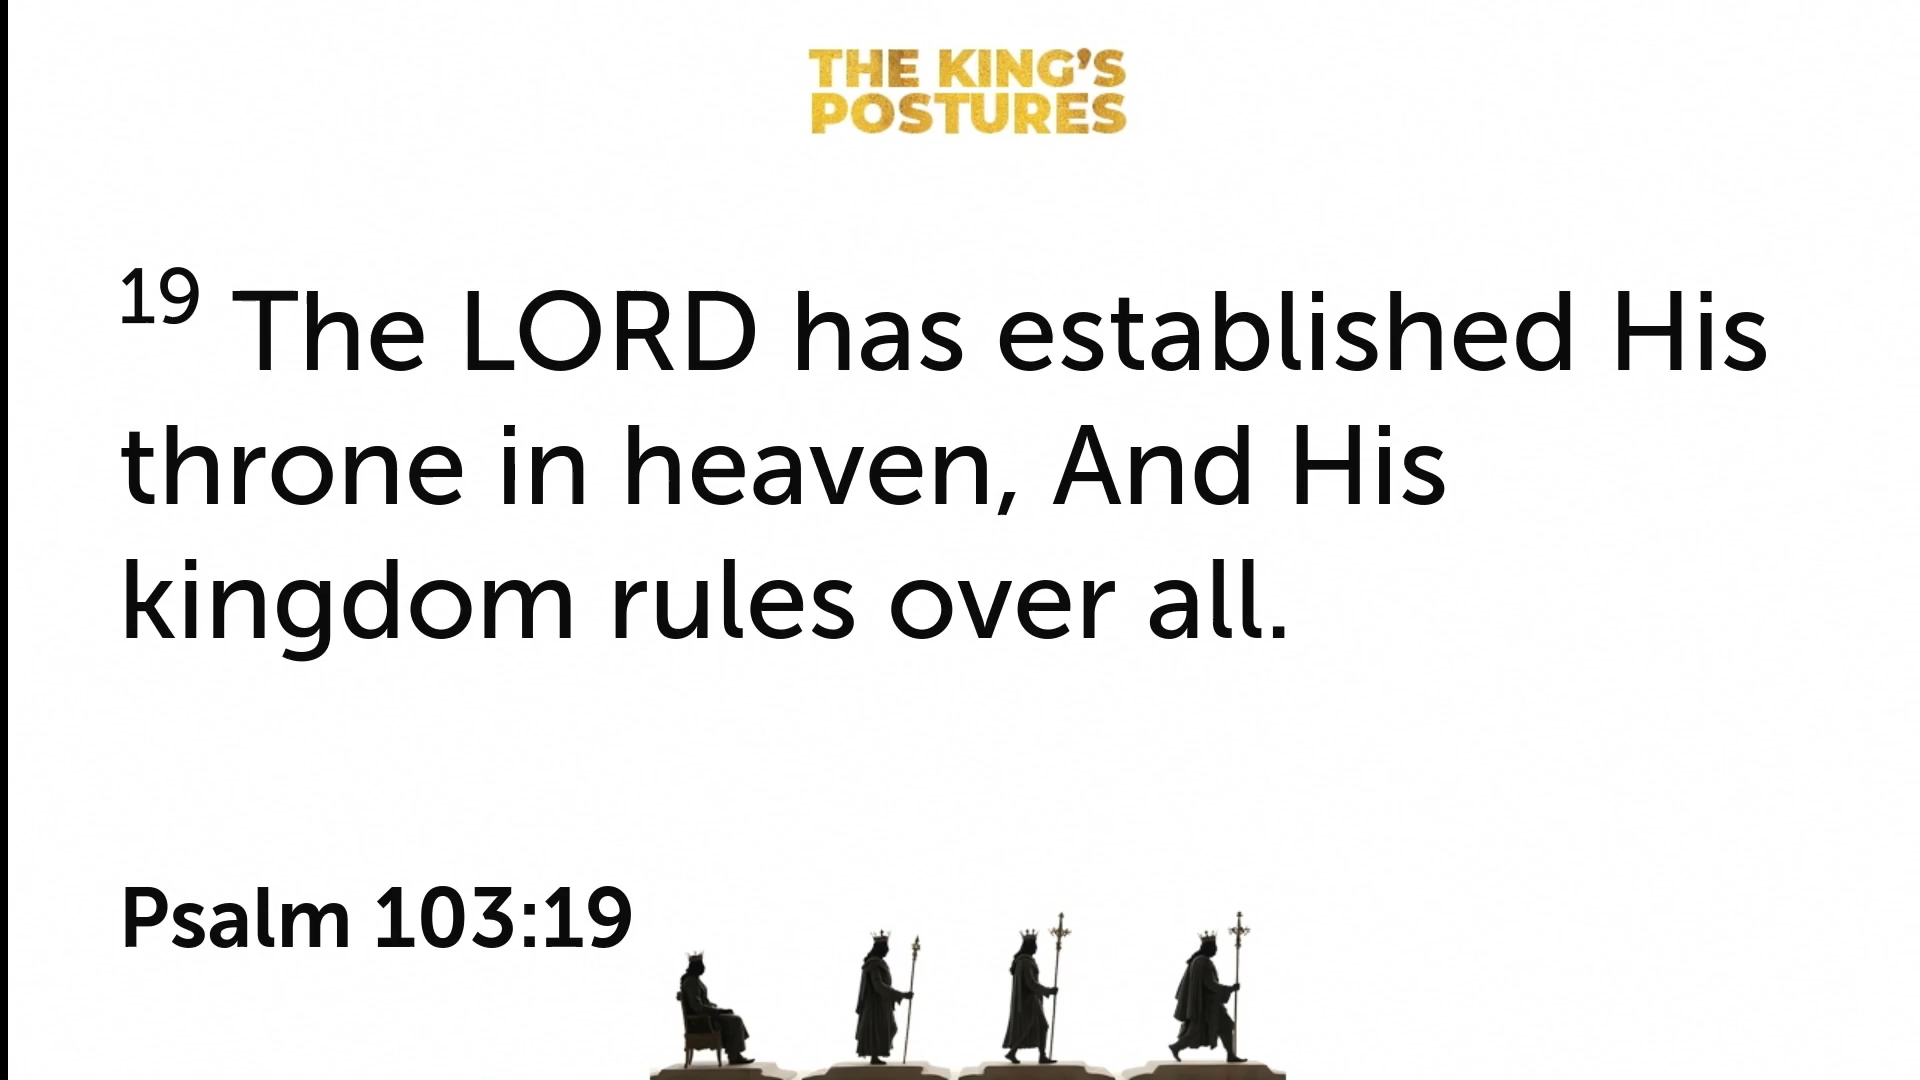 THE KING’S
POSTURES
19 The LORD has established His
throne in heaven, And His
kingdom rules over all.
Psalm 103:19